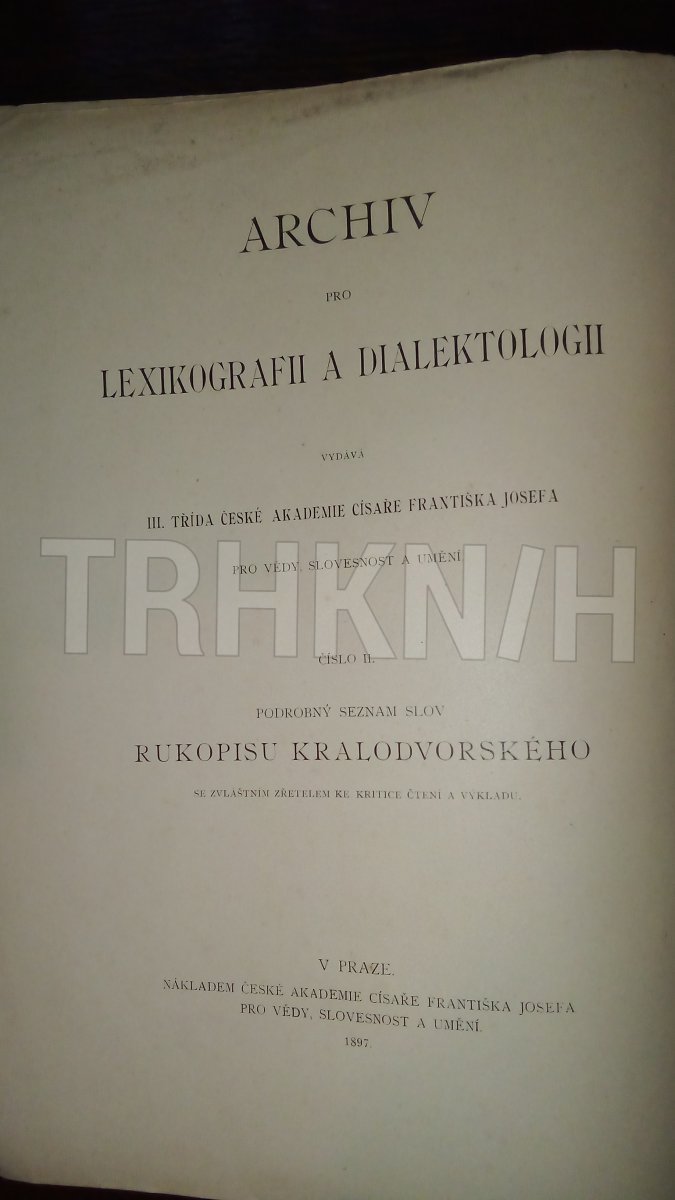 ARCHIV
PRO
LEXIKOGRAFII A DIALEKTOLOGII
VYDÁVÁ
III. TŘÍDA ČESKÉ AKADEMIE CÍSAŘE FRANTIŠKA JOSEFA
PRO VĚDY, SLOVESNOST A UMĚNÍ.
TRHKN/H
ČÍSLO II.
PODROBNÝ SEZNAM SLOV
RUKOPISU KRALODVORSKÉHO
SE ZVLÁŠTNÍM ZŘETELEM KE KRITICE ČTENÍ A VÝKLADU.
V PRAZE.
NÁKLADEM ČESKÉ AKADEMIE CÍSAŘE FRANTIŠKA JOSEFA
PRO VĚDY, SLOVESNOST A UMĚNÍ.
1897.